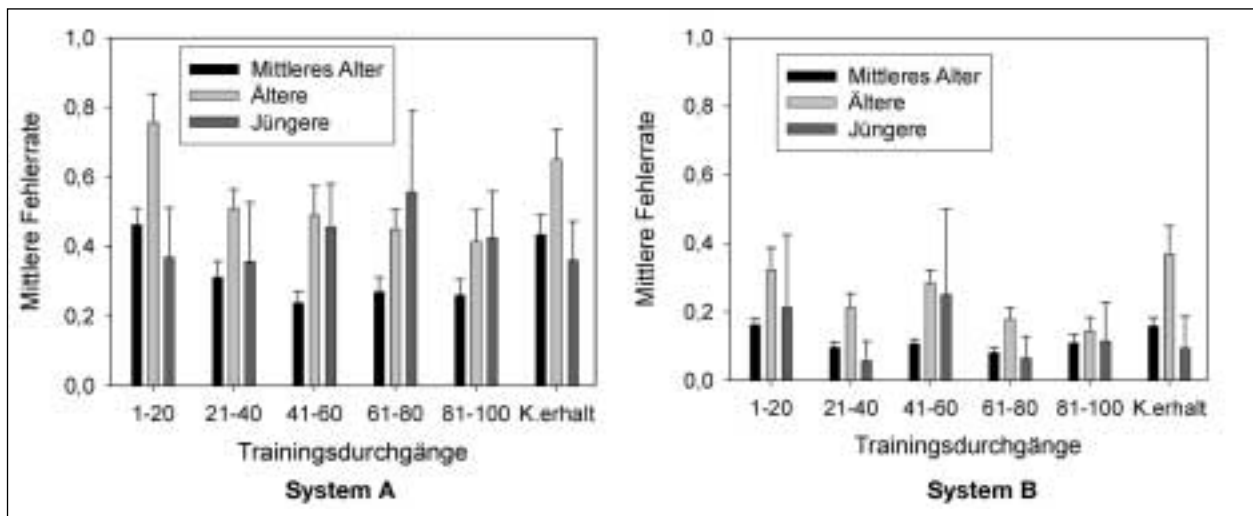 1,0
0,8
0,6
0,4
0,2
0,0
Mittlere Fehlerrate
Mittleres Alter
Ältere
Jüngere
1-20 21-40 41-60 61-80 81-100 K.erhalt
Trainingsdurchgänge
System A
1,0
0,8
0,6
0,4
0,2
0,0
Mittlere Fehlerrate
Mittleres Alter
Ältere
Jüngere
1-20 21-40 41-60 61-80 81-100 K.erhalt
Trainingsdurchgänge
System B